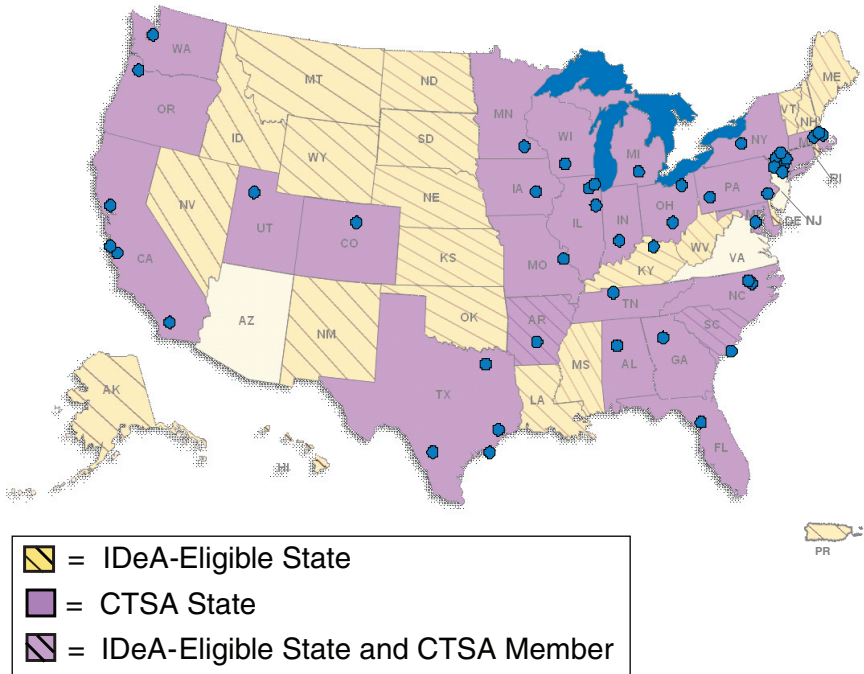 WA
MT
ND
ME
OR
MN
VT
NH
ID
SD
WI
NY
WY
MI
RI
IA
NE
PA
NV
OH
DE NJ
UT
IL
IN
CO
WV
CA
KS
VA
MO
KY
NC
TN
OK
AZ
NM
AR
SC
MS
AL
GA
AK
TX
LA
FL
HI
PR
= IDeA-Eligible State
= CTSA State
= IDeA-Eligible State and CTSA Member